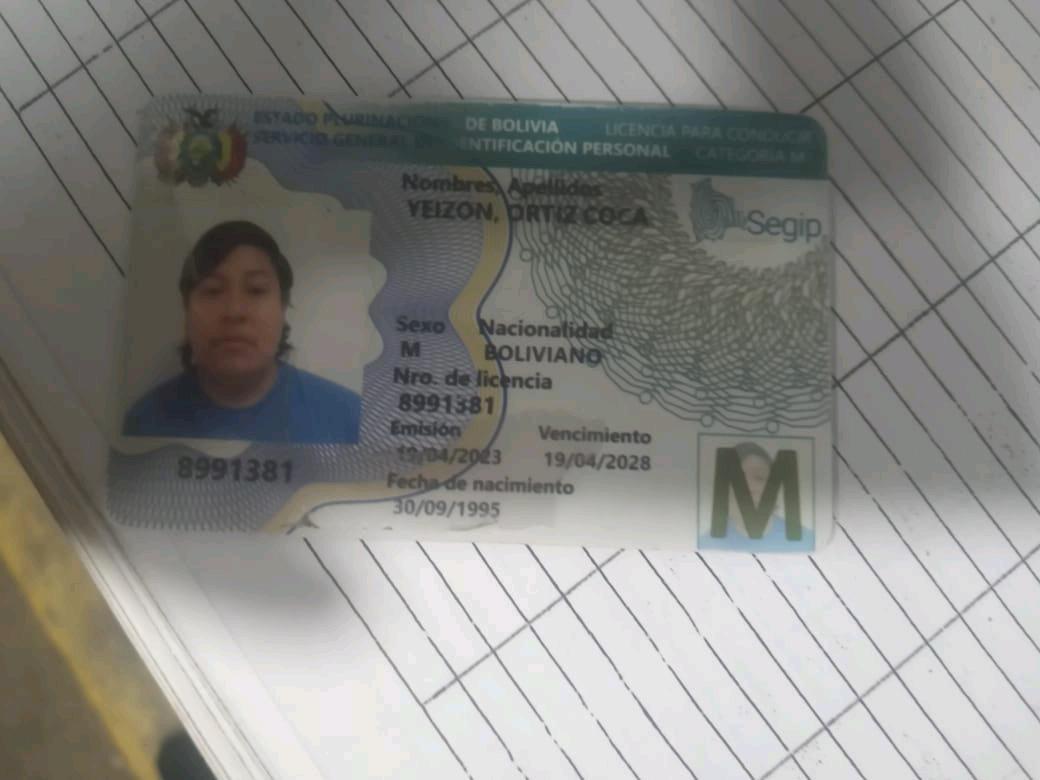 ESTADO PLURINACIONAL DE BOLIVIA
SERVICIO GENERAL DE IDENTIFICACIÓN PERSONAL
LICENCIA PARA CONDUCIR
CATEGORIA M
Segip
Nombres, Apellidos
YEIZON, ORTIZ COCA
Sexo Nacionalidad
M BOLIVIANO
Nro. de licencia
8991381
Emisión Vencimiento
19/04/2023 19/04/2028
Fecha de nacimiento
30/09/1995
8991381
M